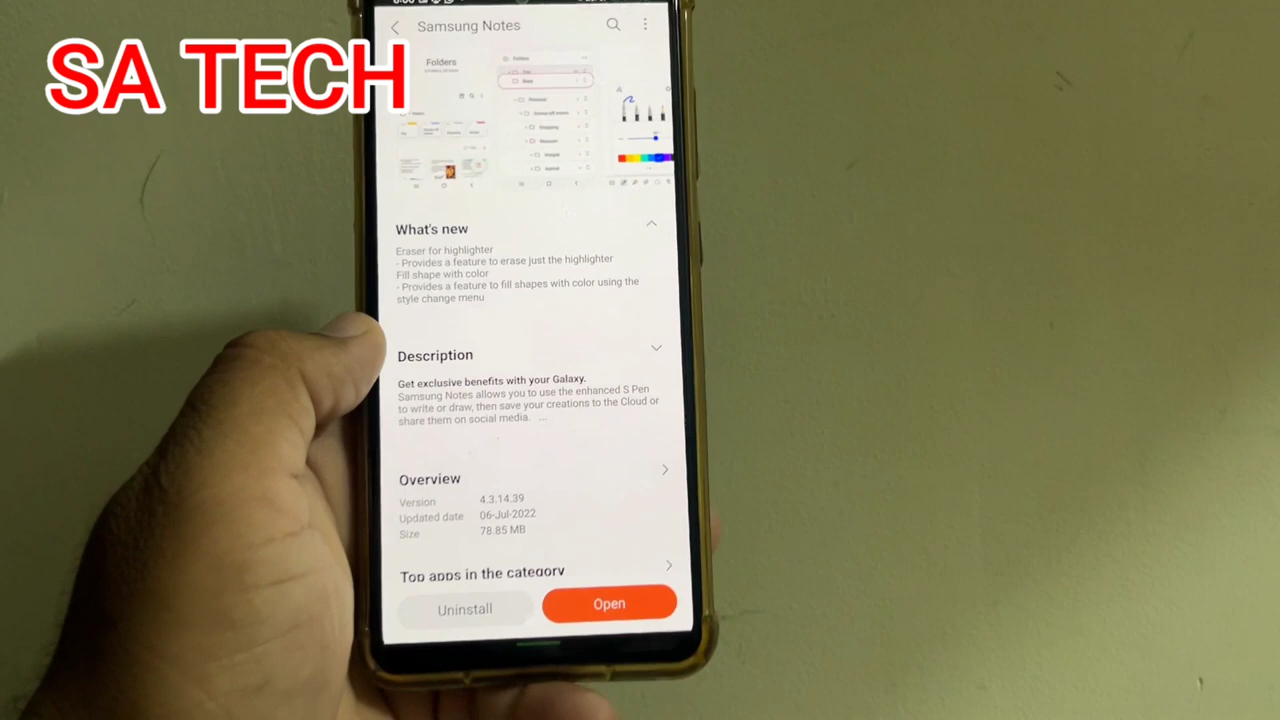 Samsung Notes
SA TECH
Folders
Folders
What's new
Eraser for highlighter
- Provides a feature to erase just the highlighter
Fill shape with color
- Provides a feature to fill shapes with color using the
style change menu
Description
Get exclusive benefits with your Galaxy.
Samsung Notes allows you to use the enhanced S Pen
to write or draw, then save your creations to the Cloud or
share them on social media. ...
Overview
Version 4.3.14.39
Updated date 06-Jul-2022
Size 78.85 MB
Top apps in the category
Uninstall Open